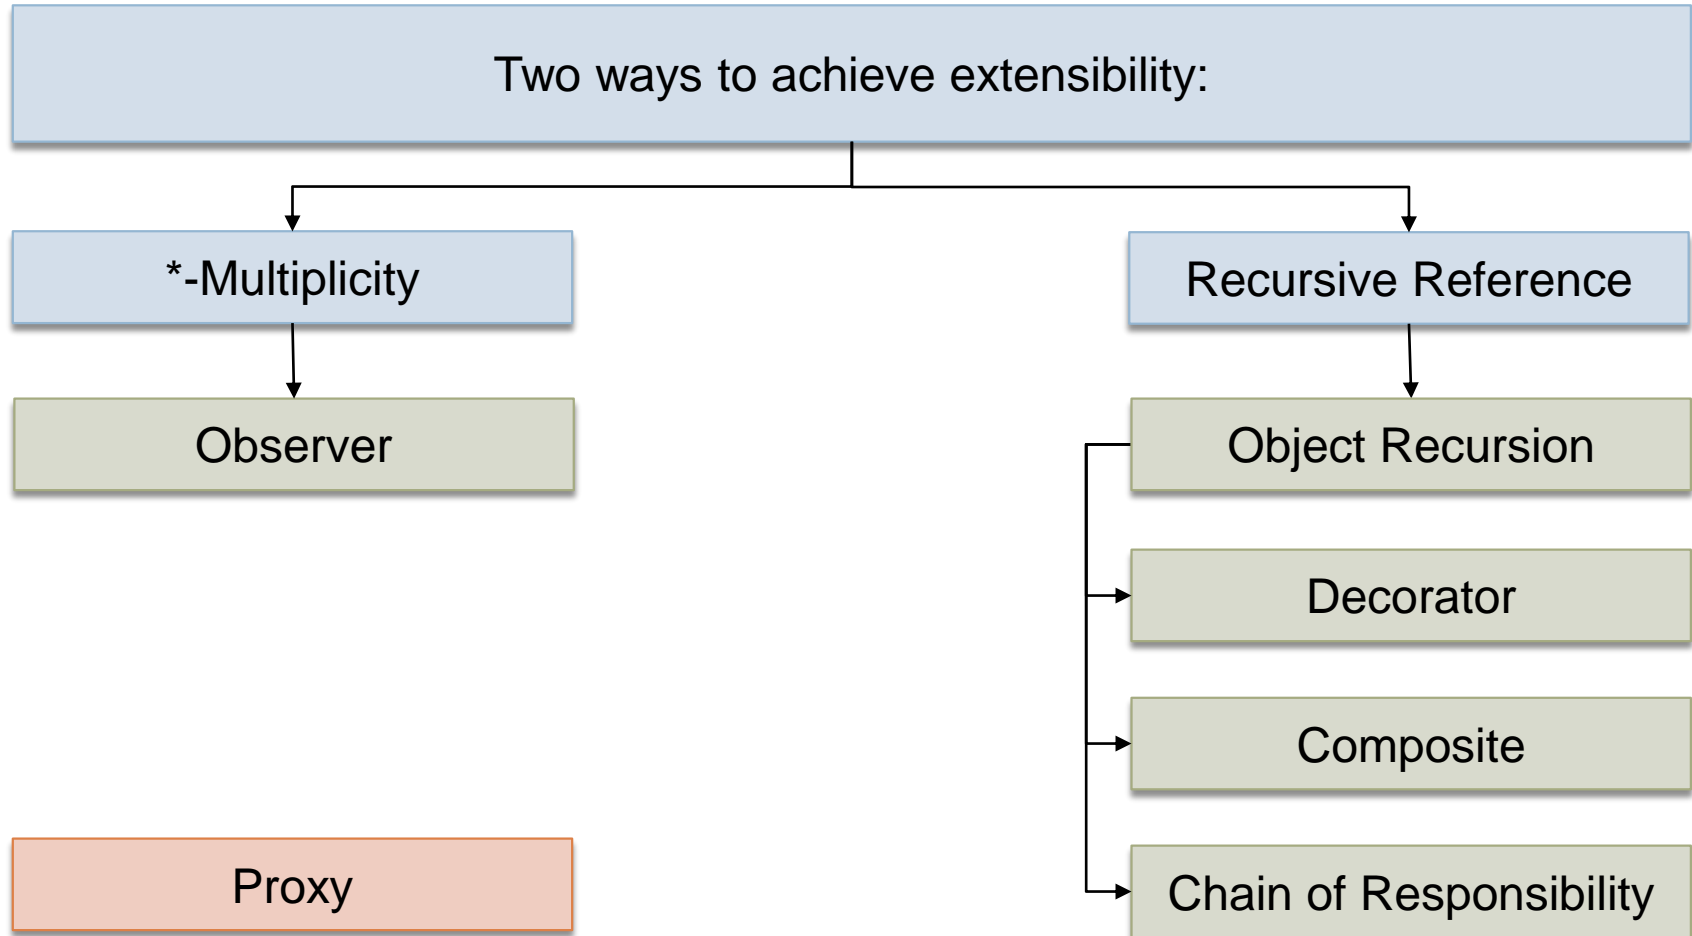 Two ways to achieve extensibility:
*-Multiplicity
Recursive Reference
Observer
Object Recursion
Decorator
Composite
Proxy
Chain of Responsibility